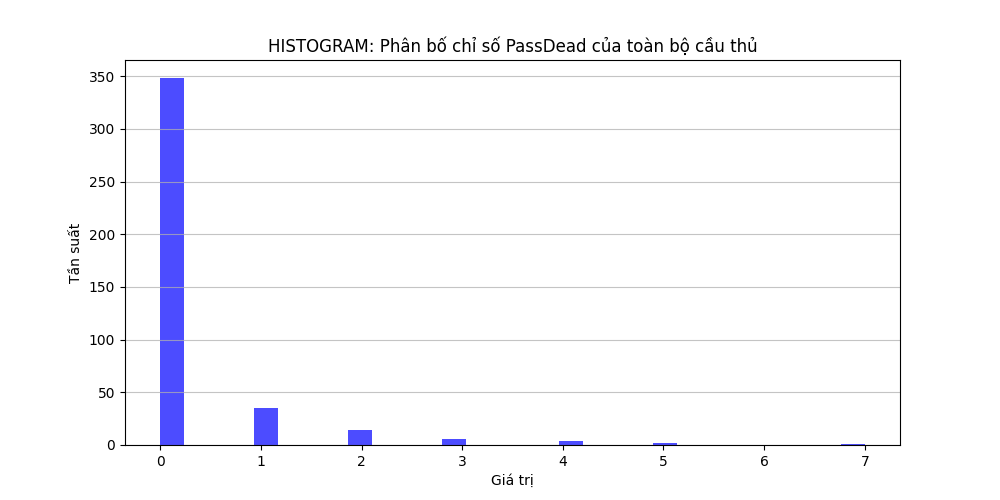 HISTOGRAM: Phân bố chỉ số PassDead của toàn bộ cầu thủ
350
300
250
200
150
100
50
0
Tần suất
0 1 2 3 4 5 6 7
Giá trị